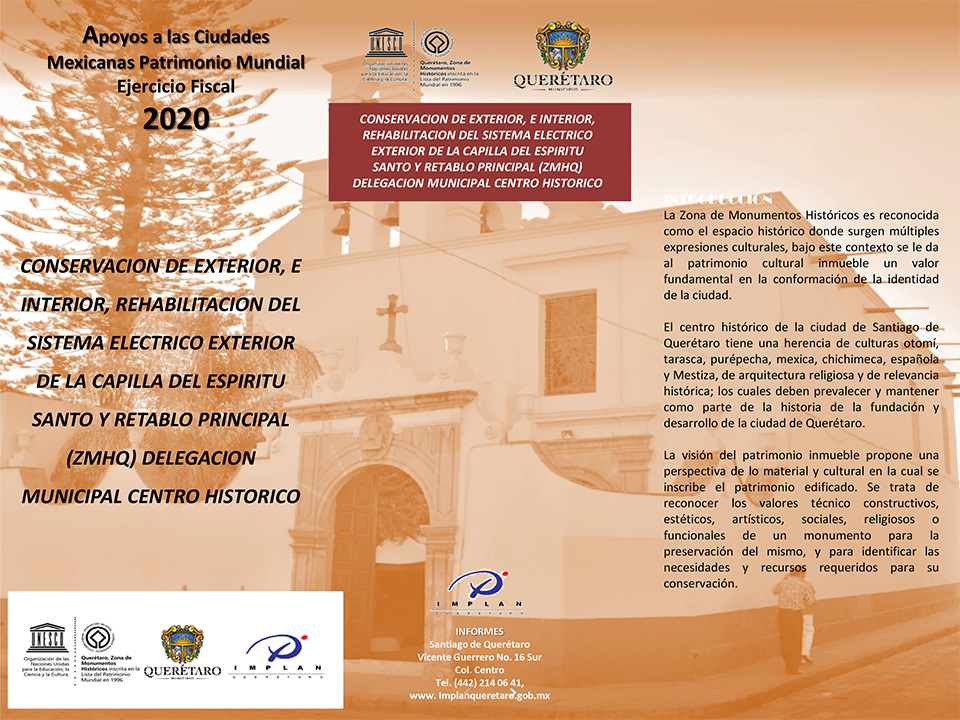 Apoyos a las Ciudades
Mexicanas Patrimonio Mundial
Ejercicio Fiscal
2020
CONSERVACION DE EXTERIOR, E
INTERIOR, REHABILITACION DEL
SISTEMA ELECTRICO EXTERIOR
DE LA CAPILLA DEL ESPIRITU
SANTO Y RETABLO PRINCIPAL
(ZMHQ) DELEGACION
MUNICIPAL CENTRO HISTORICO
UNESCO
Organización de las
Naciones Unidas
para la Educación, la
Ciencia y la Cultura.
Querétaro, Zona de
Monumentos
Históricos inscrita en la
Lista del Patrimonio
Mundial en 1996
QUERÉTARO
MUNICIPIO
IMPLAN
QUERÉTARO
UNESCO
Organización de las
Naciones Unidas
para la Educación, la
Ciencia y la Cultura.
Querétaro, Zona de
Monumentos
Históricos inscrita en la
Lista del Patrimonio
Mundial en 1996
QUERÉTARO
MUNICIPIO
CONSERVACION DE EXTERIOR, E INTERIOR,
REHABILITACION DEL SISTEMA ELECTRICO
EXTERIOR DE LA CAPILLA DEL ESPIRITU
SANTO Y RETABLO PRINCIPAL (ZMHQ)
DELEGACION MUNICIPAL CENTRO HISTORICO
IMPLAN
QUERÉTARO
INFORMES
Santiago de Querétaro
Vicente Guerrero No. 16 Sur
Col. Centro
Tel. (442) 214 06 41,
www. Implanqueretaro.gob.mx
INTRODUCCION
La Zona de Monumentos Históricos es reconocida
como el espacio histórico donde surgen múltiples
expresiones culturales, bajo este contexto se le da
al patrimonio cultural inmueble un valor
fundamental en la conformación de la identidad
de la ciudad.
El centro histórico de la ciudad de Santiago de
Querétaro tiene una herencia de culturas otomí,
tarasca, purépecha, mexica, chichimeca, española
y Mestiza, de arquitectura religiosa y de relevancia
histórica; los cuales deben prevalecer y mantener
como parte de la historia de la fundación y
desarrollo de la ciudad de Querétaro.
La visión del patrimonio inmueble propone una
perspectiva de lo material y cultural en la cual se
inscribe el patrimonio edificado. Se trata de
reconocer los valores técnico constructivos,
estéticos, artísticos, sociales, religiosos o
funcionales de un monumento para la
preservación del mismo, y para identificar las
necesidades y recursos requeridos para su
conservación.